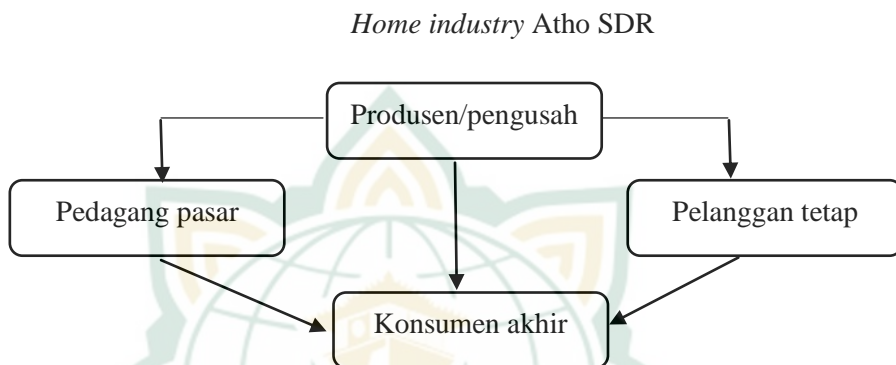 Home industry Atho SDR
Produsen/pengusah
Pedagang pasar
Pelanggan tetap
Konsumen akhir